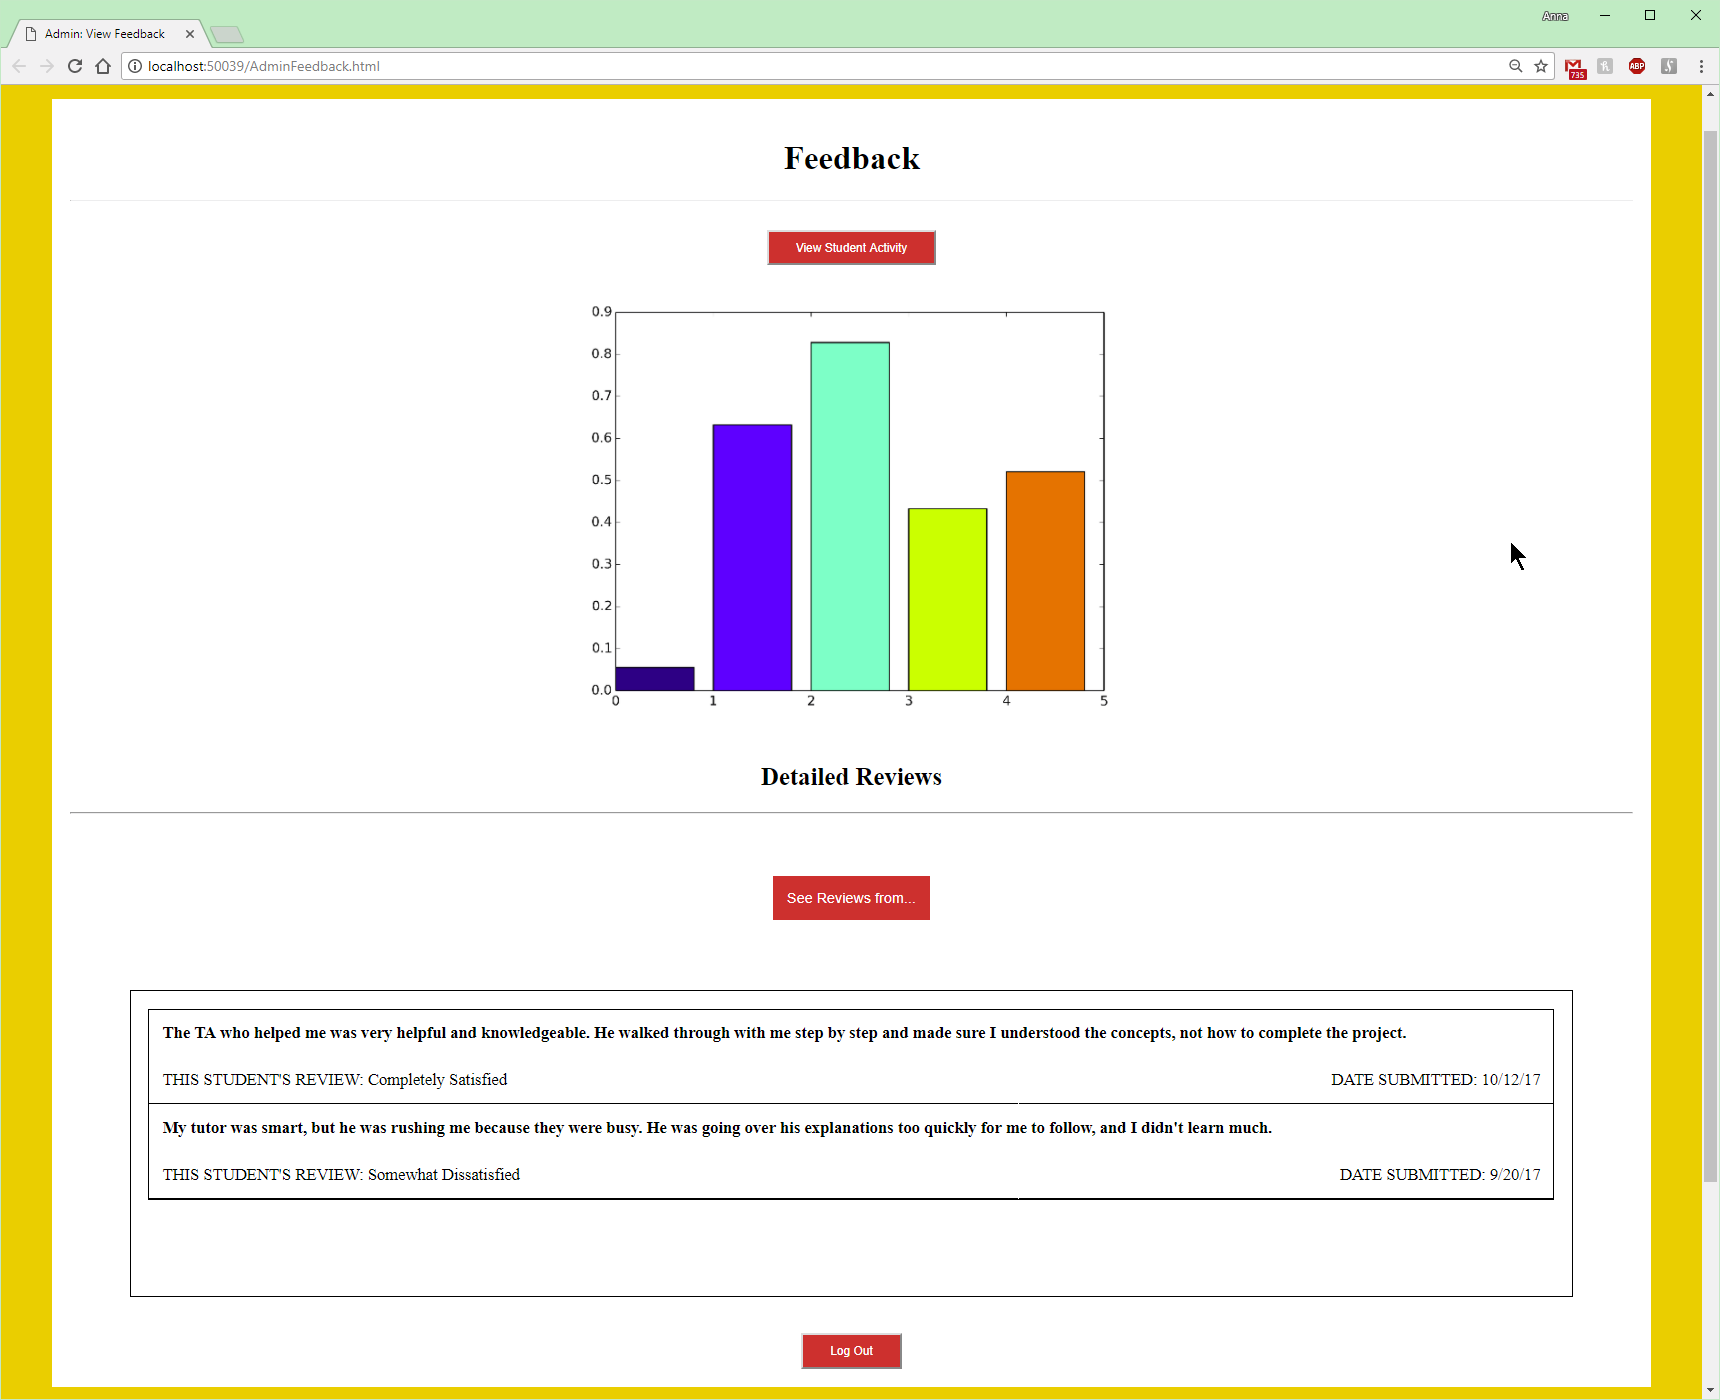 Anna
Admin: View Feedback
localhost:50039/AdminFeedback.html
735
ABP
Feedback
View Student Activity
0.9
0.8
0.7
0.6
0.5
0.4
0.3
0.2
0.1
0.0
0 1 2 3 4 5
Detailed Reviews
See Reviews from...
The TA who helped me was very helpful and knowledgeable. He walked through with me step by step and made sure I understood the concepts, not how to complete the project.
THIS STUDENT'S REVIEW: Completely Satisfied DATE SUBMITTED: 10/12/17
My tutor was smart, but he was rushing me because they were busy. He was going over his explanations too quickly for me to follow, and I didn't learn much.
THIS STUDENT'S REVIEW: Somewhat Dissatisfied DATE SUBMITTED: 9/20/17
Log Out